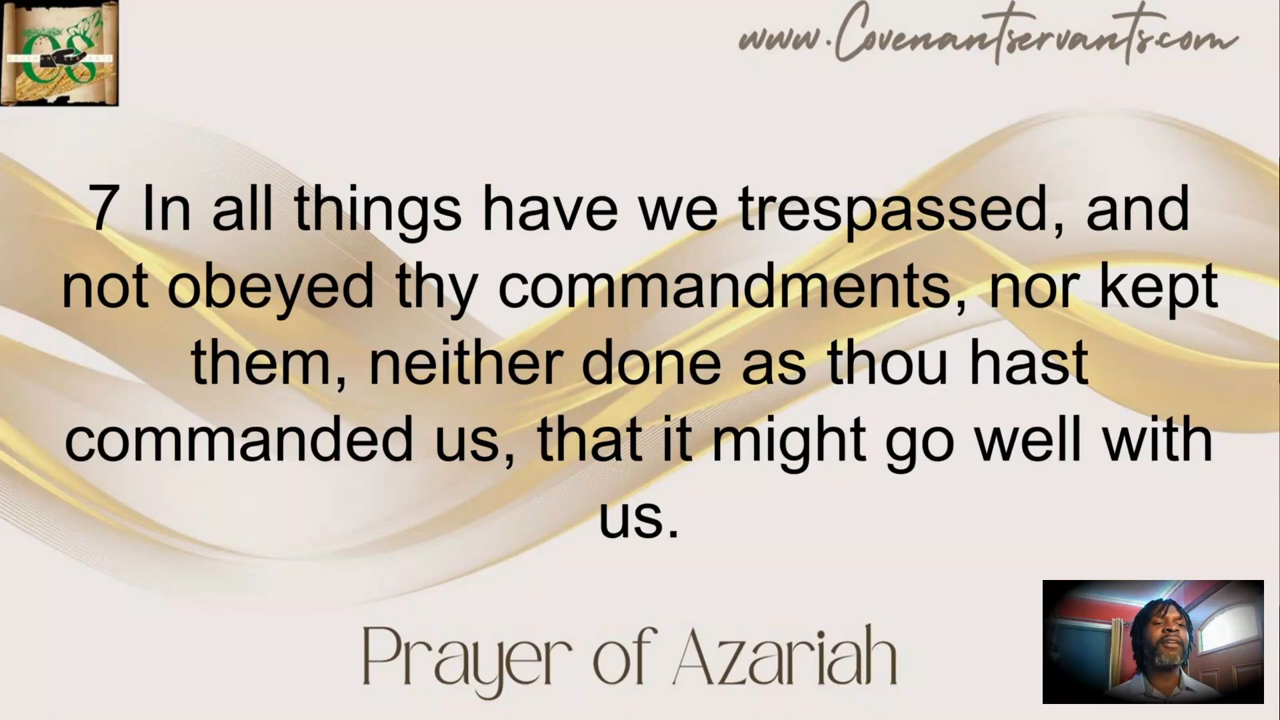 www.Covenantservants.com
CS
7 In all things have we trespassed, and
not obeyed thy commandments, nor kept
them, neither done as thou hast
commanded us, that it might go well with
us.
Prayer of Azariah